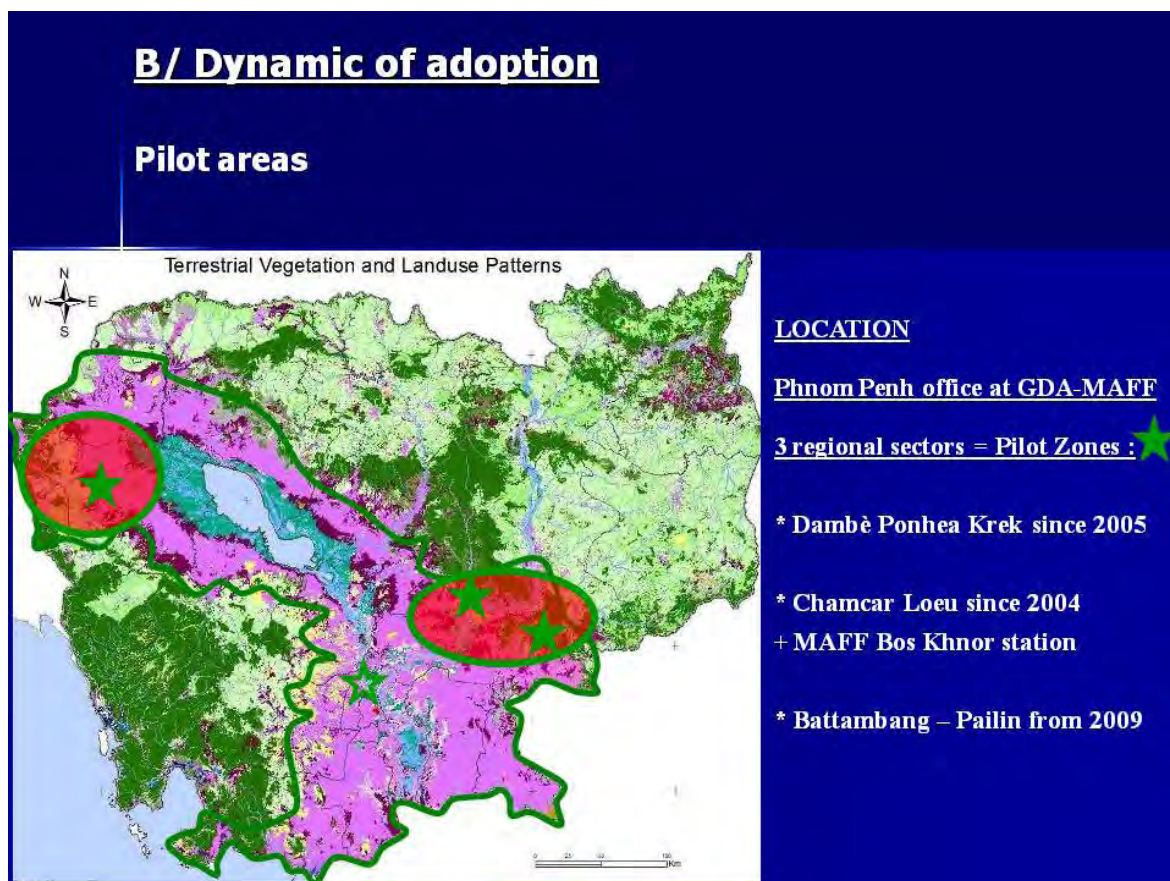 B/ Dynamic of adoption
Pilot areas
Terrestrial Vegetation and Landuse Patterns
N
W E
S
LOCATION
Phnom Penh office at GDA-MAFF
3 regional sectors = Pilot Zones :
* Dambè Ponhea Krek since 2005
* Chamcar Loeu since 2004
+ MAFF Bos Khnor station
* Battambang – Pailin from 2009
Km